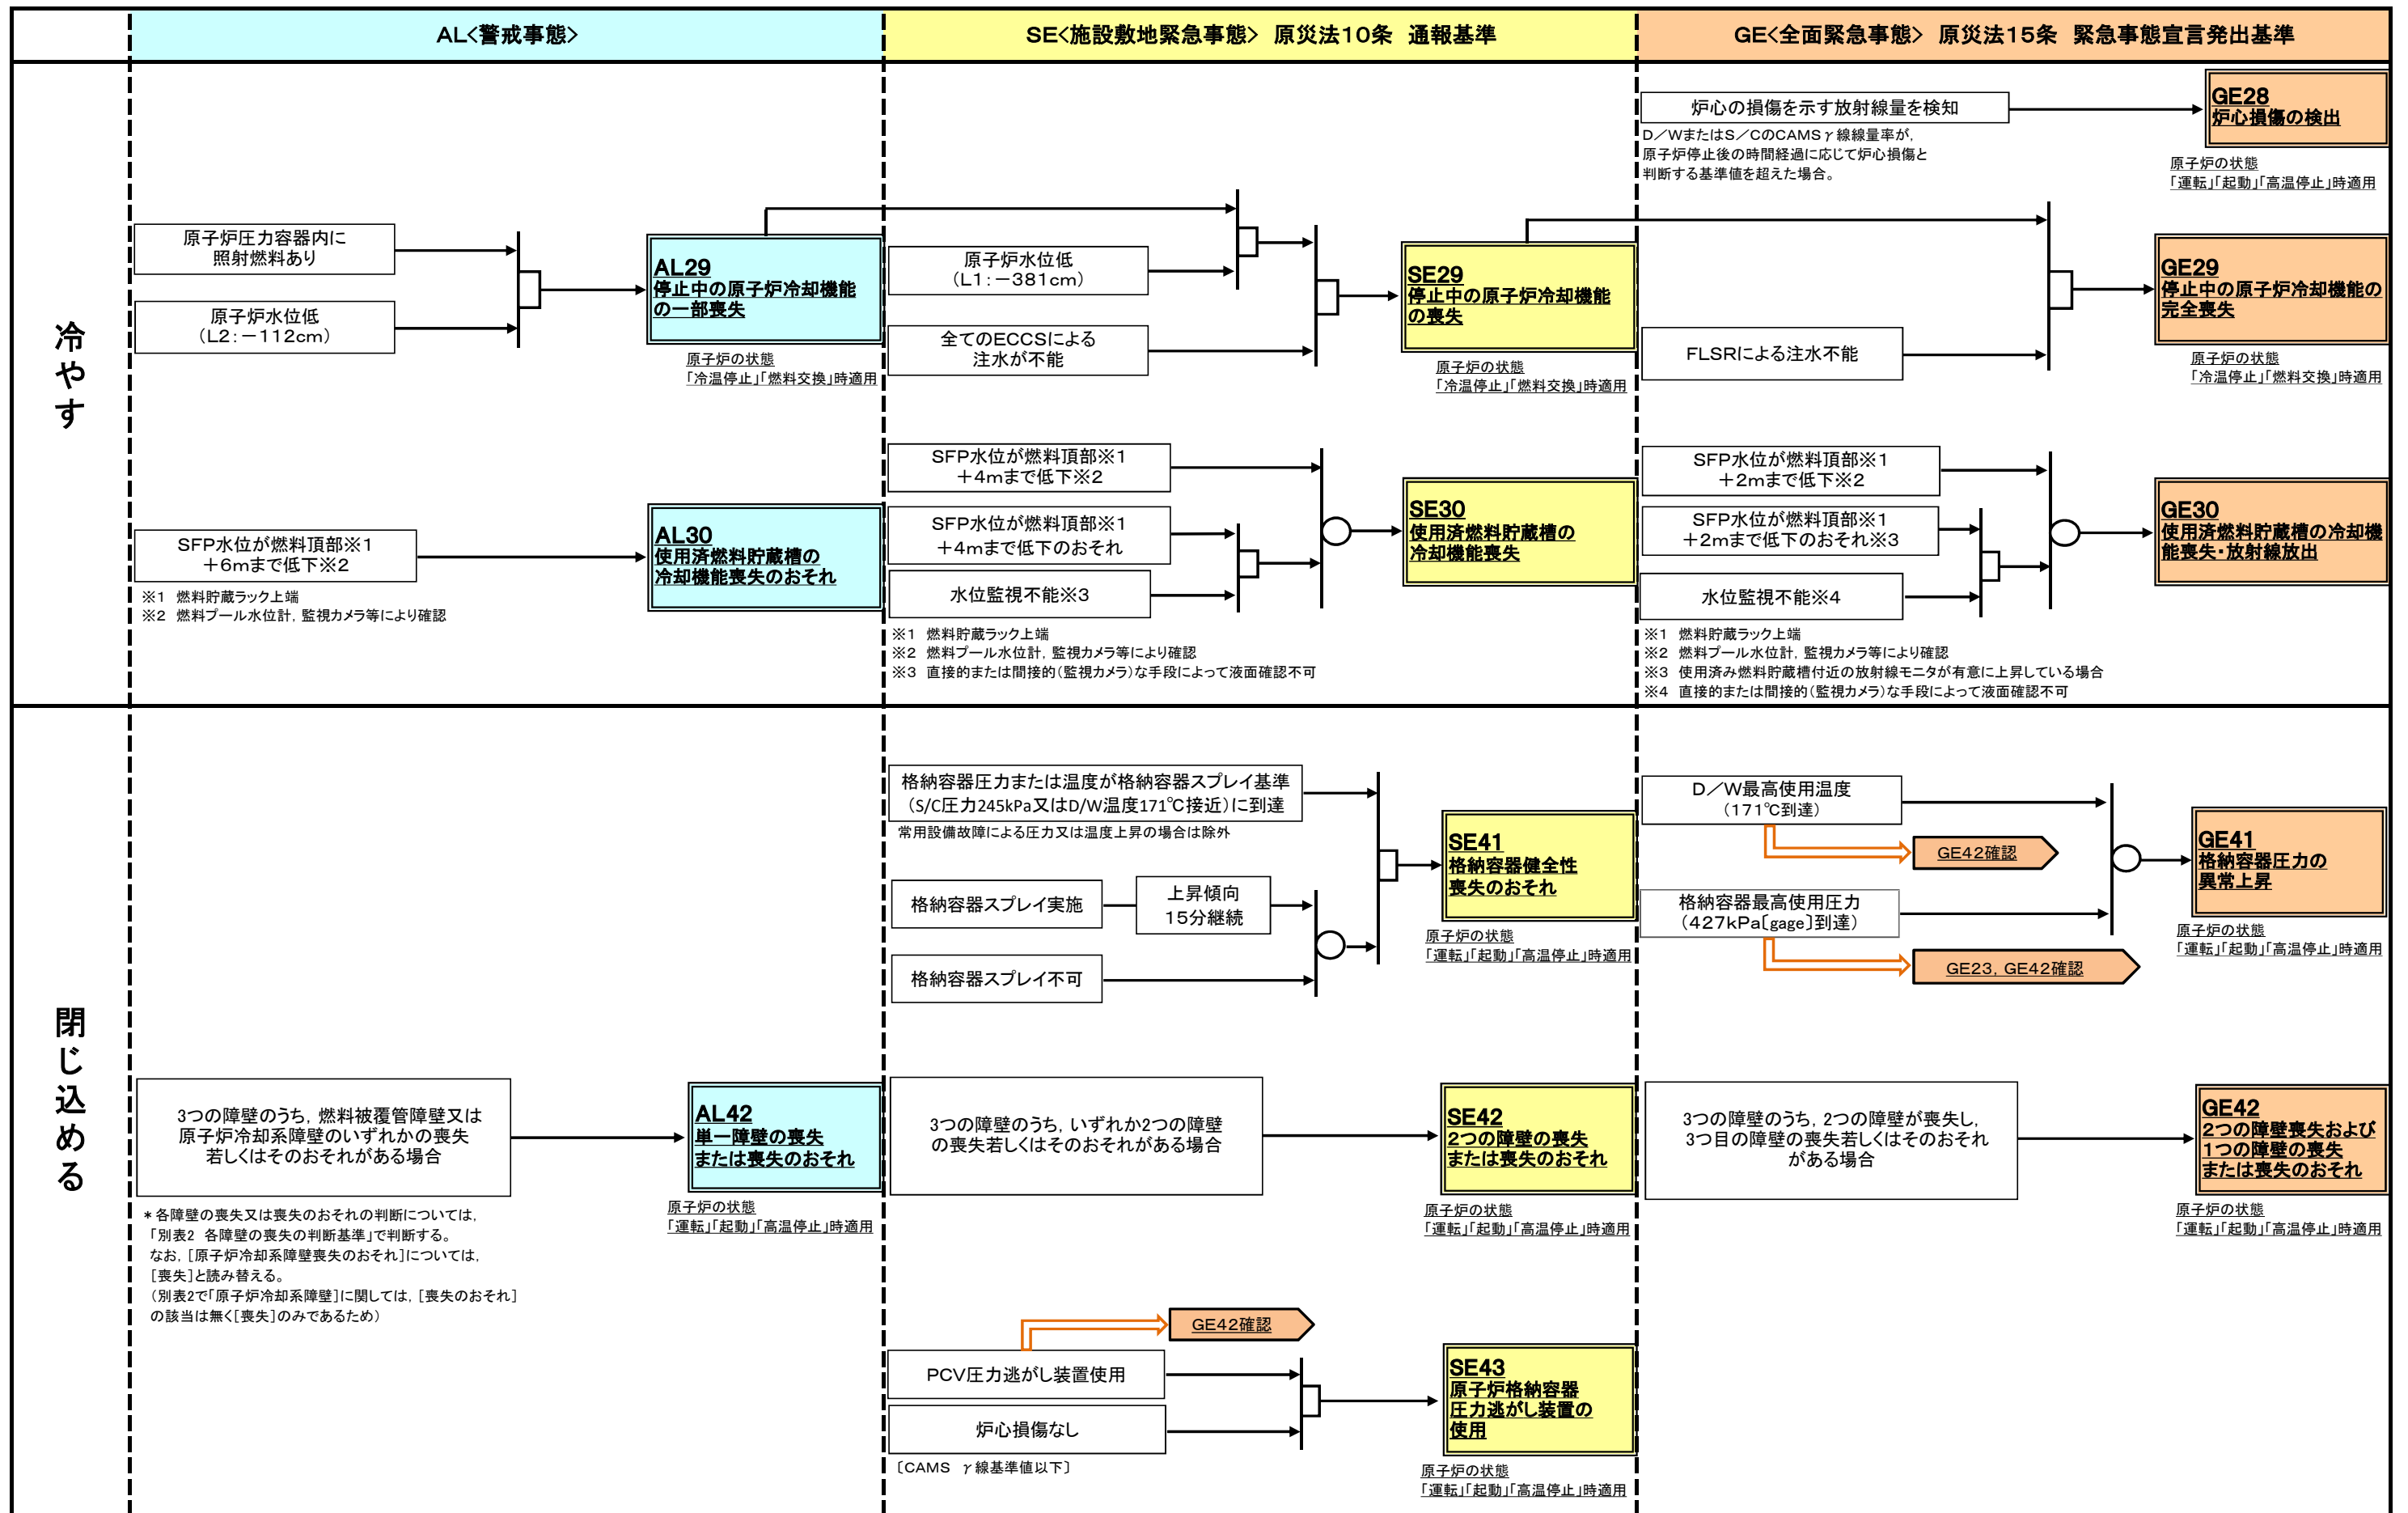 AL<警戒事態>
SE<施設敷地緊急事態> 原災法10条 通報基準
GE<全面緊急事態> 原災法15条 緊急事態宣言発出基準
冷やす
原子炉圧力容器内に
照射燃料あり
原子炉水位低
(L2:-112cm)
AL29
停止中の原子炉冷却機能
の一部喪失
原子炉の状態
「冷温停止」「燃料交換」時適用
SFP水位が燃料頂部※1
+6mまで低下※2
※1 燃料貯蔵ラック上端
※2 燃料プール水位計,監視カメラ等により確認
AL30
使用済燃料貯蔵槽の
冷却機能喪失のおそれ
原子炉水位低
(L1:-381cm)
全てのECCSによる
注水が不能
SE29
停止中の原子炉冷却機能
の喪失
原子炉の状態
「冷温停止」「燃料交換」時適用
SFP水位が燃料頂部※1
+4mまで低下※2
SFP水位が燃料頂部※1
+4mまで低下のおそれ
水位監視不能※3
SE30
使用済燃料貯蔵槽の
冷却機能喪失
※1 燃料貯蔵ラック上端
※2 燃料プール水位計,監視カメラ等により確認
※3 直接的または間接的(監視カメラ)な手段によって液面確認不可
炉心の損傷を示す放射線量を検知
D/WまたはS/CのCAMSγ線線量率が,
原子炉停止後の時間経過に応じて炉心損傷と
判断する基準値を超えた場合。
GE28
炉心損傷の検出
原子炉の状態
「運転」「起動」「高温停止」時適用
FLSRによる注水不能
GE29
停止中の原子炉冷却機能の
完全喪失
原子炉の状態
「冷温停止」「燃料交換」時適用
SFP水位が燃料頂部※1
+2mまで低下※2
SFP水位が燃料頂部※1
+2mまで低下のおそれ※3
水位監視不能※4
GE30
使用済燃料貯蔵槽の冷却機
能喪失・放射線放出
※1 燃料貯蔵ラック上端
※2 燃料プール水位計,監視カメラ等により確認
※3 使用済み燃料貯蔵槽付近の放射線モニタが有意に上昇している場合
※4 直接的または間接的(監視カメラ)な手段によって液面確認不可
閉じ込める
3つの障壁のうち,燃料被覆管障壁又は
原子炉冷却系障壁のいずれかの喪失
若しくはそのおそれがある場合
*各障壁の喪失又は喪失のおそれの判断については,
「別表2 各障壁の喪失の判断基準」で判断する。
なお,[原子炉冷却系障壁喪失のおそれ]については,
[喪失]と読み替える。
(別表2で「原子炉冷却系障壁]に関しては,[喪失のおそれ]
の該当は無く[喪失]のみであるため)
AL42
単一障壁の喪失
または喪失のおそれ
原子炉の状態
「運転」「起動」「高温停止」時適用
格納容器圧力または温度が格納容器スプレイ基準
(S/C圧力245kPa又はD/W温度171℃接近)に到達
常用設備故障による圧力又は温度上昇の場合は除外
格納容器スプレイ実施
上昇傾向
15分継続
格納容器スプレイ不可
SE41
格納容器健全性
喪失のおそれ
原子炉の状態
「運転」「起動」「高温停止」時適用
3つの障壁のうち,いずれか2つの障壁
の喪失若しくはそのおそれがある場合
SE42
2つの障壁の喪失
または喪失のおそれ
原子炉の状態
「運転」「起動」「高温停止」時適用
GE42確認
PCV圧力逃がし装置使用
炉心損傷なし
〔CAMS γ線基準値以下〕
SE43
原子炉格納容器
圧力逃がし装置の
使用
原子炉の状態
「運転」「起動」「高温停止」時適用
D/W最高使用温度
(171℃到達)
GE42確認
格納容器最高使用圧力
(427kPa〔gage〕到達)
GE23,GE42確認
GE41
格納容器圧力の
異常上昇
原子炉の状態
「運転」「起動」「高温停止」時適用
3つの障壁のうち,2つの障壁が喪失し,
3つ目の障壁の喪失若しくはそのおそれ
がある場合
GE42
2つの障壁喪失および
1つの障壁の喪失
または喪失のおそれ
原子炉の状態
「運転」「起動」「高温停止」時適用